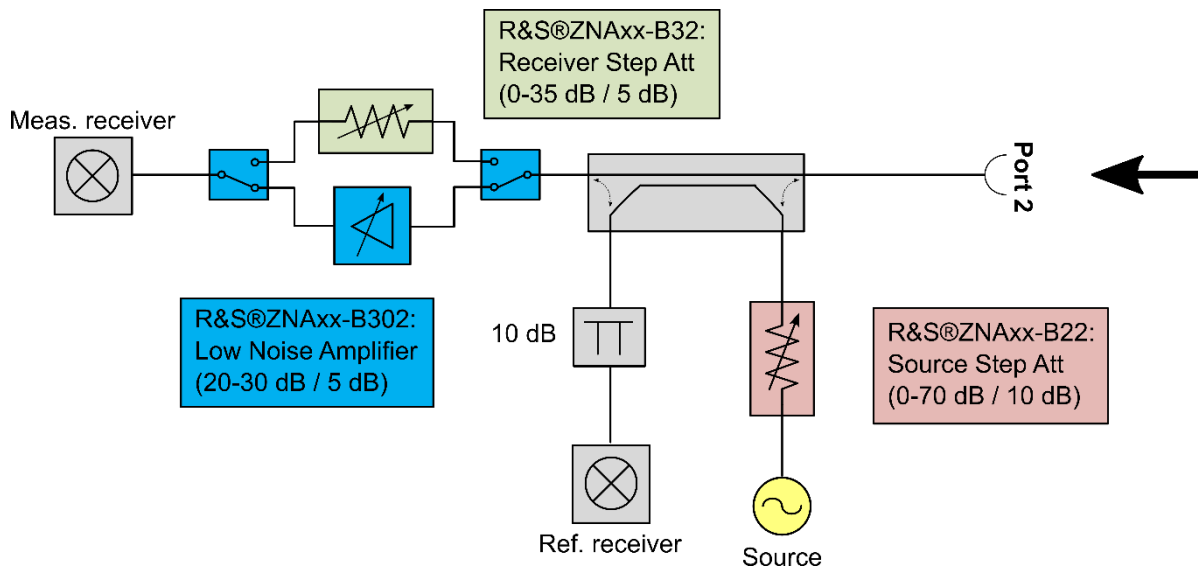 R&S®ZNAxx-B32:
Receiver Step Att
(0-35 dB / 5 dB)
Meas. receiver
Port 2
R&S®ZNAxx-B302:
Low Noise Amplifier
(20-30 dB / 5 dB)
10 dB
R&S®ZNAxx-B22:
Source Step Att
(0-70 dB / 10 dB)
Ref. receiver
Source